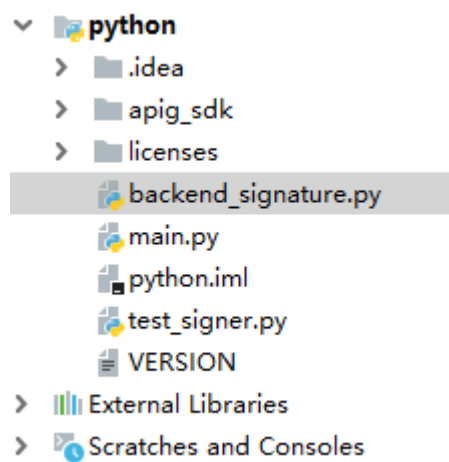 python
.idea
apig_sdk
licenses
backend_signature.py
main.py
python.iml
test_signer.py
VERSION
External Libraries
Scratches and Consoles